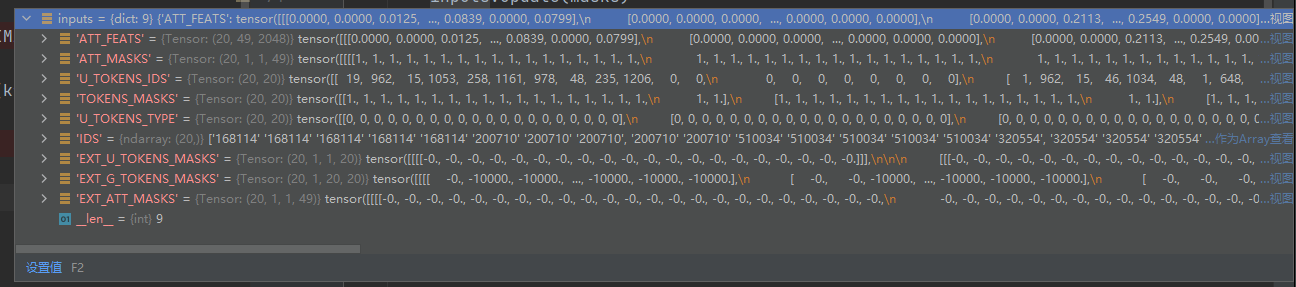 inputs = {dict: 9} {'ATT_FEATS': tensor([[[0.0000, 0.0000, 0.0125, ..., 0.0839, 0.0000, 0.0799],\n [0.0000, 0.0000, 0.0000, ..., 0.0000, 0.0000, 0.0000],\n [0.0000, 0.0000, 0.2113, ..., 0.2549, 0.0000, 0.0000]...视图
'ATT_FEATS' = {Tensor: (20, 49, 2048)} tensor([[[0.0000, 0.0000, 0.0125, ..., 0.0839, 0.0000, 0.0799],\n [0.0000, 0.0000, 0.0000, ..., 0.0000, 0.0000, 0.0000],\n [0.0000, 0.0000, 0.2113, ..., 0.2549, 0.00...视图
'ATT_MASKS' = {Tensor: (20, 1, 1, 49)} tensor([[[[1., 1., 1., 1., 1., 1., 1., 1., 1., 1., 1., 1., 1., 1., 1., 1., 1.,\n 1., 1., 1., 1., 1., 1., 1., 1., 1., 1., 1., 1., 1., 1., 1., 1.,\n 1., 1., 1., 1., 1., 1., 1., 1., 1., 1., 1., 1., 1., 1., 1., ...视图
'U_TOKENS_IDS' = {Tensor: (20, 20)} tensor([[ 19, 962, 15, 1053, 258, 1161, 978, 48, 235, 1206, 0, 0,\n 0, 0, 0, 0, 0, 0, 0, 0],\n [ 1, 962, 15, 46, 1034, 48, 1, 648, ...视图
'TOKENS_MASKS' = {Tensor: (20, 20)} tensor([[1., 1., 1., 1., 1., 1., 1., 1., 1., 1., 1., 1., 1., 1., 1., 1., 1., 1.,\n 1., 1.],\n [1., 1., 1., 1., 1., 1., 1., 1., 1., 1., 1., 1., 1., 1., 1., 1., 1., 1.,\n 1., 1.],\n [1., 1., 1., ...视图
'U_TOKENS_TYPE' = {Tensor: (20, 20)} tensor([[0, 0, 0, 0, 0, 0, 0, 0, 0, 0, 0, 0, 0, 0, 0, 0, 0, 0, 0, 0],\n [0, 0, 0, 0, 0, 0, 0, 0, 0, 0, 0, 0, 0, 0, 0, 0, 0, 0, 0, 0],\n [0, 0, 0, 0, 0, 0, 0, 0, 0, 0, 0, 0, 0, 0, ...视图
'IDS' = {ndarray: (20,)} ['168114' '168114' '168114' '168114' '168114' '200710' '200710' '200710', '200710' '200710' '510034' '510034' '510034' '510034' '510034', '320554' '320554' '320554' ...作为Array查看
'EXT_U_TOKENS_MASKS' = {Tensor: (20, 1, 1, 20)} tensor([[[[-0., -0., -0., -0., -0., -0., -0., -0., -0., -0., -0., -0., -0., -0., -0., -0., -0., -0., -0., -0.]]],\n\n\n [[[-0., -0., -0., -0., -0., -0., -0., -0., -0., -0., -0., ...视图
'EXT_G_TOKENS_MASKS' = {Tensor: (20, 1, 20, 20)} tensor([[[[ -0., -10000., -10000., ..., -10000., -10000., -10000.],\n [ -0., -0., -10000., ..., -10000., -10000., -10000.],\n [ -0., -0., -0., ...视图
'EXT_ATT_MASKS' = {Tensor: (20, 1, 1, 49)} tensor([[[[-0., -0., -0., -0., -0., -0., -0., -0., -0., -0., -0., -0., -0., -0., -0., -0., -0., -0.,\n -0., -0., -0., -0., -0., -0., -0., -0., -0., -0., -0., -0., -0., ...视图
01 __len__ = {int} 9
设置值 F2